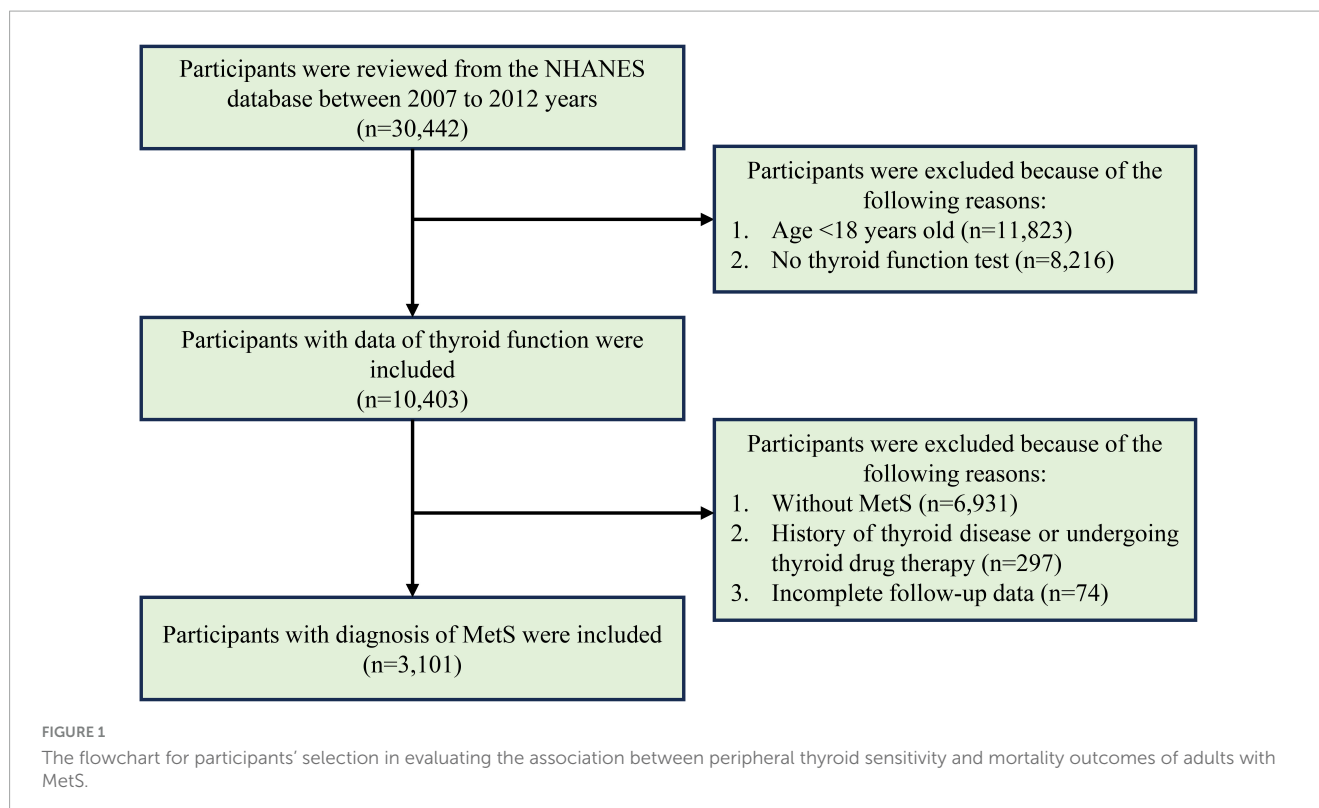 Participants were reviewed from the NHANES
database between 2007 to 2012 years
(n=30,442)
Participants were excluded because of the
following reasons:
1. Age <18 years old (n=11,823)
2. No thyroid function test (n=8,216)
Participants with data of thyroid function were
included
(n=10,403)
Participants were excluded because of the
following reasons:
1. Without MetS (n=6,931)
2. History of thyroid disease or undergoing
thyroid drug therapy (n=297)
3. Incomplete follow-up data (n=74)
Participants with diagnosis of MetS were included
(n=3,101)
FIGURE 1
The flowchart for participants’ selection in evaluating the association between peripheral thyroid sensitivity and mortality outcomes of adults with
MetS.